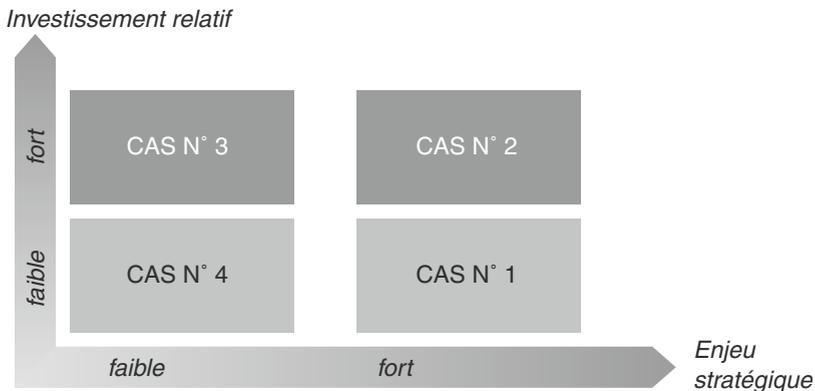 Investissement relatif
fort
CAS N° 3
CAS N° 2
faible
CAS N° 4
CAS N° 1
faible
fort
Enjeu
stratégique